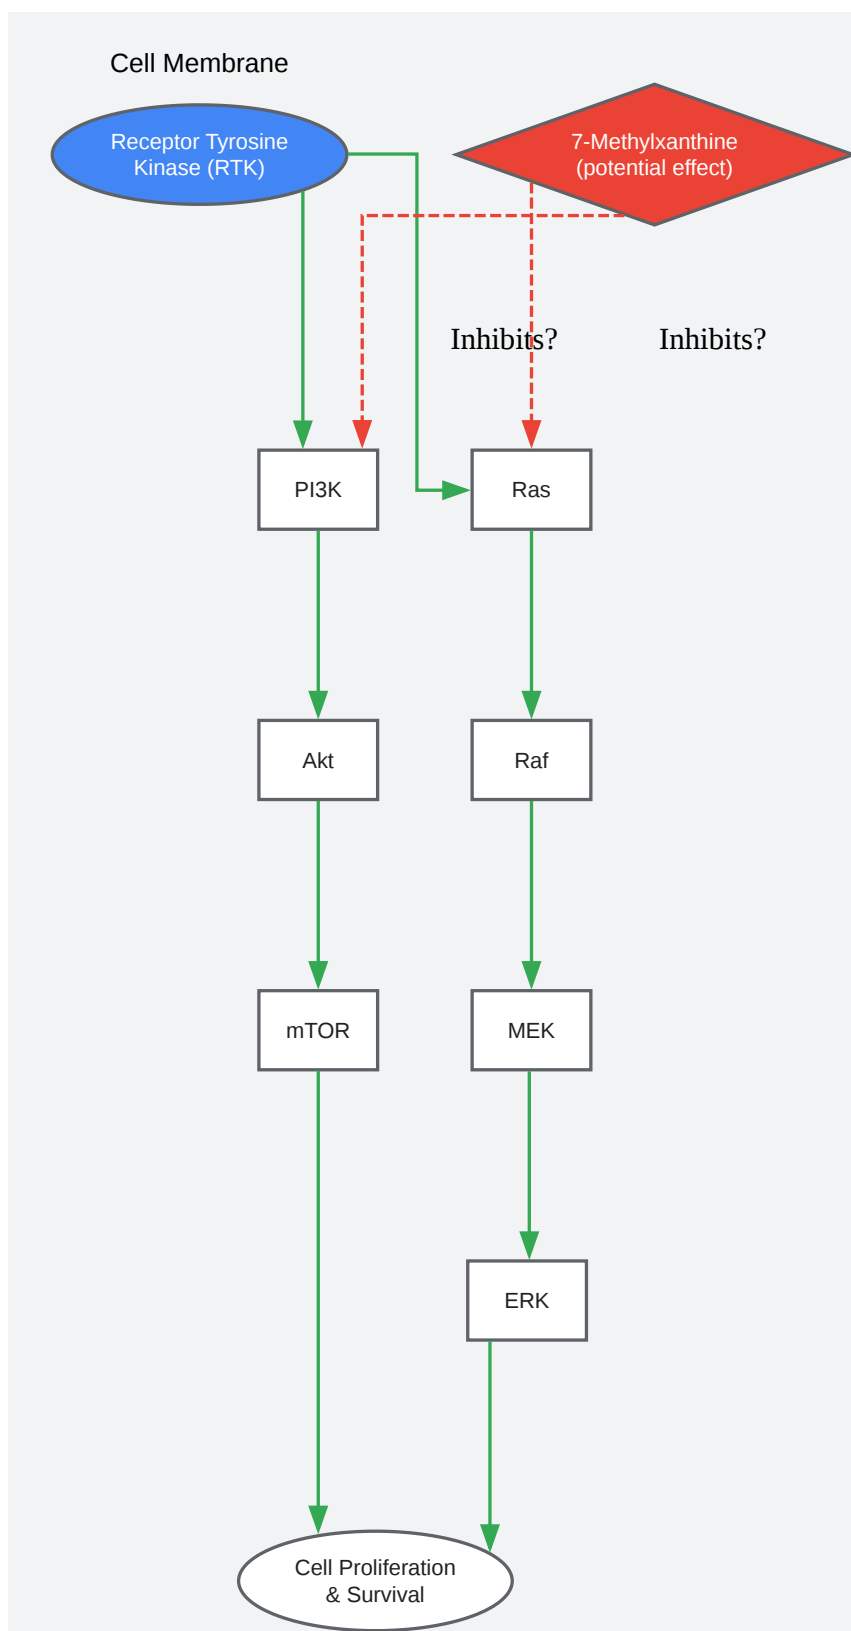 Cell Membrane
Receptor Tyrosine
Kinase (RTK)
7-Methylxanthine
(potential effect)
Inhibits?
Inhibits?
PI3K
Ras
Akt
Raf
mTOR
MEK
ERK
Cell Proliferation
& Survival